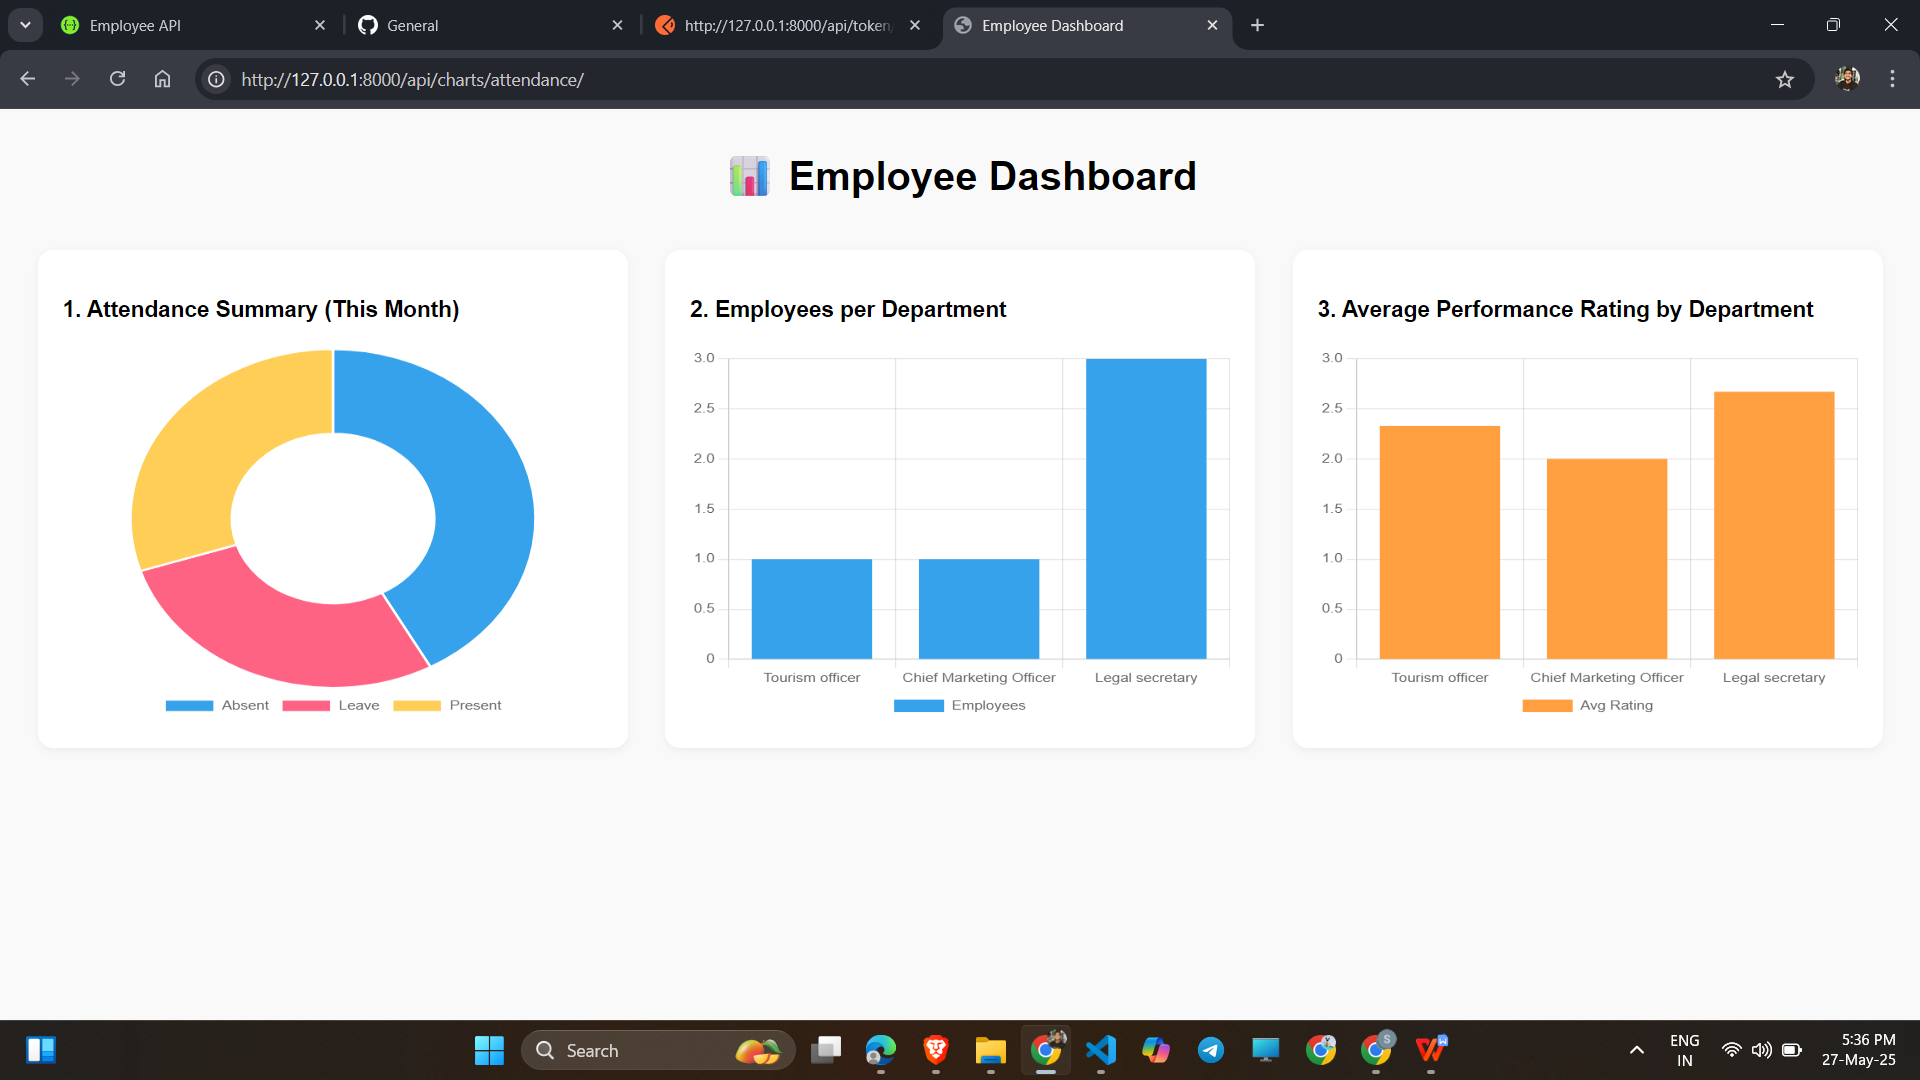 Employee API
General
http://127.0.0.1:8000/api/token/
Employee Dashboard
http://127.0.0.1:8000/api/charts/attendance/
Employee Dashboard
1. Attendance Summary (This Month)
Absent Leave Present
2. Employees per Department
3.0
2.5
2.0
1.5
1.0
0.5
0
Tourism officer Chief Marketing Officer Legal secretary
Employees
3. Average Performance Rating by Department
3.0
2.5
2.0
1.5
1.0
0.5
0
Tourism officer Chief Marketing Officer Legal secretary
Avg Rating
Search
ENG
IN
5:36 PM
27-May-25